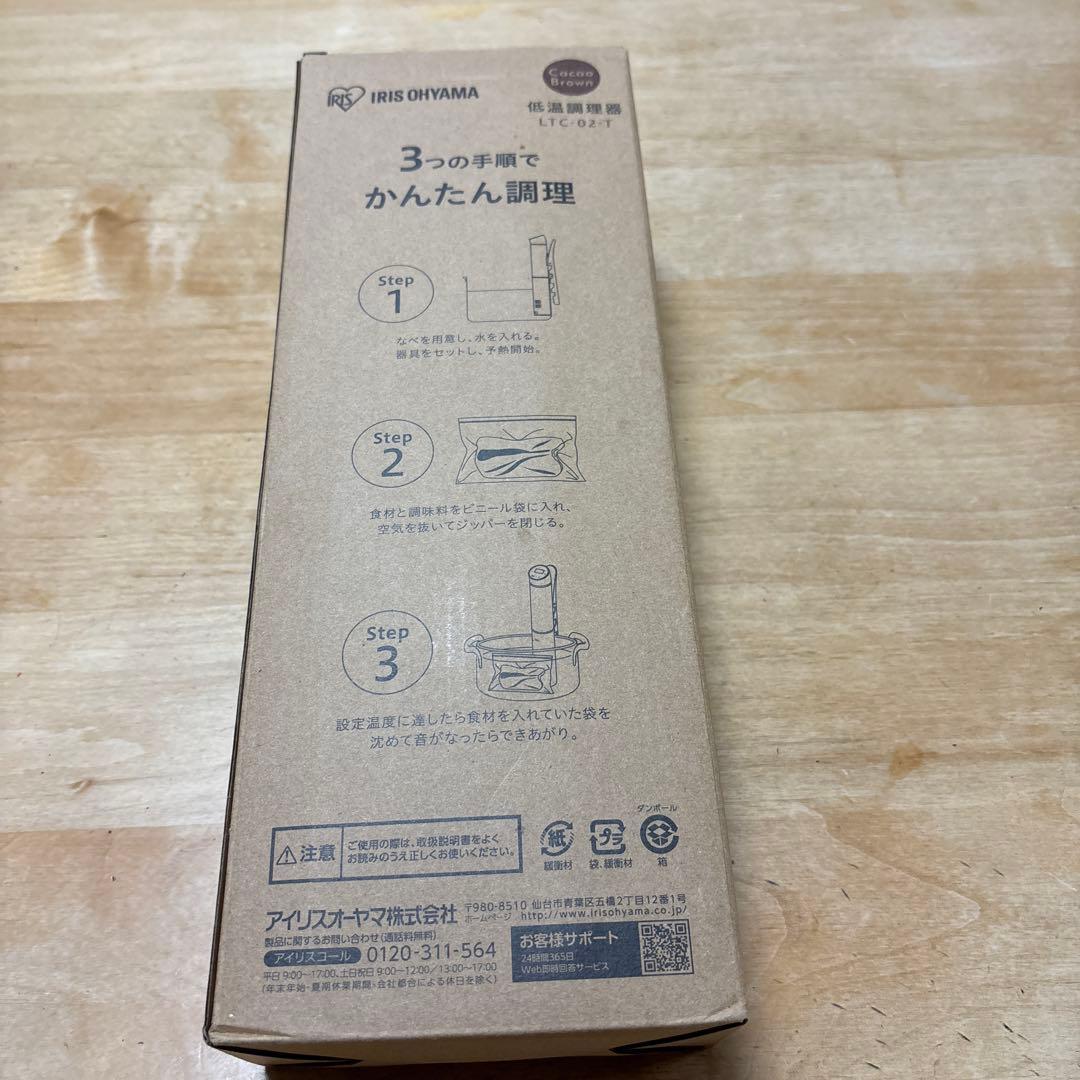 IRIS IRIS OHYAMA
Cacao
Brown
低温調理器
LTC-02-T
3つの手順で
かんたん調理
Step
1
なべを用意し、水を入れる。
器具をセットし、予熱開始。
Step
2
食材と調味料をビニール袋に入れ、
空気を抜いてジッパーを閉じる。
Step
3
設定温度に達したら食材を入れていた袋を
沈めて音がなったらできあがり。
注意
ご使用の際は、取扱説明書をよく
お読みのうえ正しくお使いください。
紙
緩衝材
プラ
袋、緩衝材
ダンボール
箱
アイリスオーヤマ株式会社
〒980-8510 仙台市青葉区五橋2丁目12番1号
ホームページ http://www.irisohyama.co.jp/
製品に関するお問い合わせ(通話料無料)
アイリスコール 0120-311-564
平日 9:00~17:00、土日祝日 9:00~12:00/13:00~17:00
(年末年始・夏期休業期間・会社都合による休日を除く)
お客様サポート
24時間365日
Web即時回答サービス